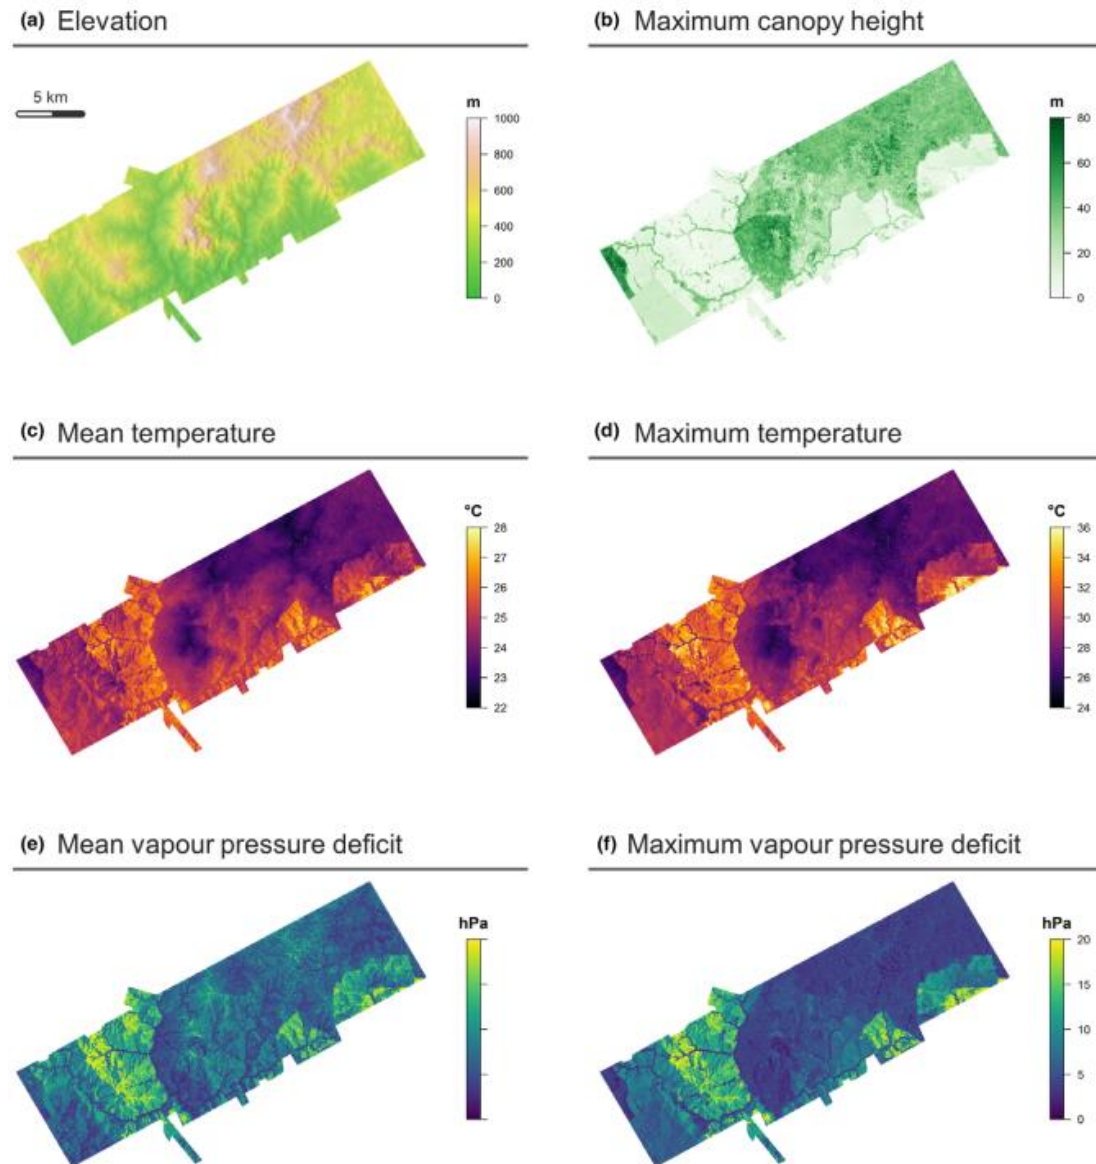 (a) Elevation
(b) Maximum canopy height
5 km
m
1000
800
600
400
200
0
m
80
60
40
20
0
(c) Mean temperature
(d) Maximum temperature
°C
28
27
26
25
24
23
22
°C
36
34
32
30
28
26
24
(e) Mean vapour pressure deficit
(f) Maximum vapour pressure deficit
hPa
hPa
20
15
10
5
0